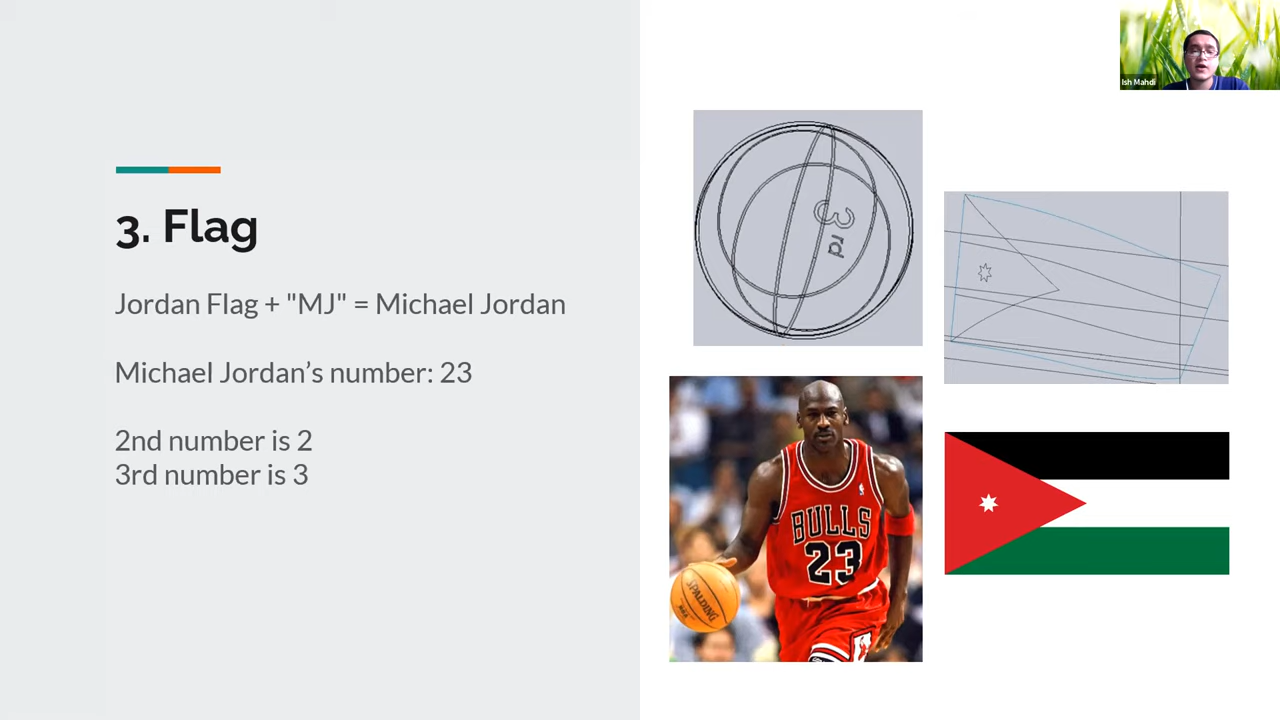 3. Flag
Jordan Flag + "MJ" = Michael Jordan
Michael Jordan’s number: 23
2nd number is 2
3rd number is 3
3rd
BULLS
23
SPALDING
Ish Mahdi